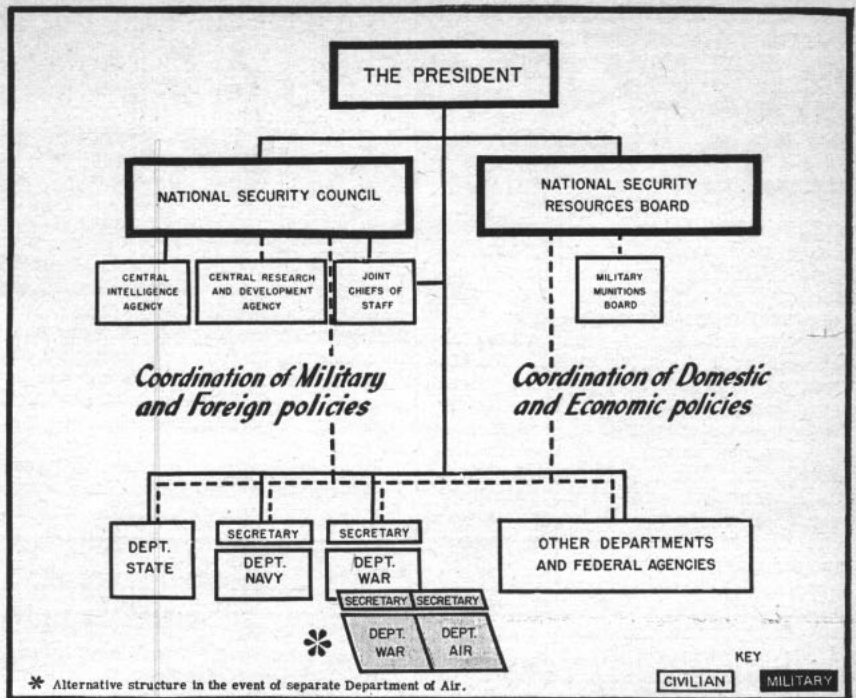 THE PRESIDENT
NATIONAL SECURITY COUNCIL
NATIONAL SECURITY
RESOURCES BOARD
CENTRAL
INTELLIGENCE
AGENCY
CENTRAL RESEARCH
AND DEVELOPMENT
AGENCY
JOINT
CHIEFS OF
STAFF
MILITARY
MUNITIONS
BOARD
Coordination of Military
and Foreign policies
Coordination of Domestic
and Economic policies
DEPT.
STATE
SECRETARY
DEPT.
NAVY
SECRETARY
DEPT.
WAR
OTHER DEPARTMENTS
AND FEDERAL AGENCIES
SECRETARY
SECRETARY
*
DEPT.
WAR
DEPT.
AIR
* Alternative structure in the event of separate Department of Air.
KEY
CIVILIAN
MILITARY